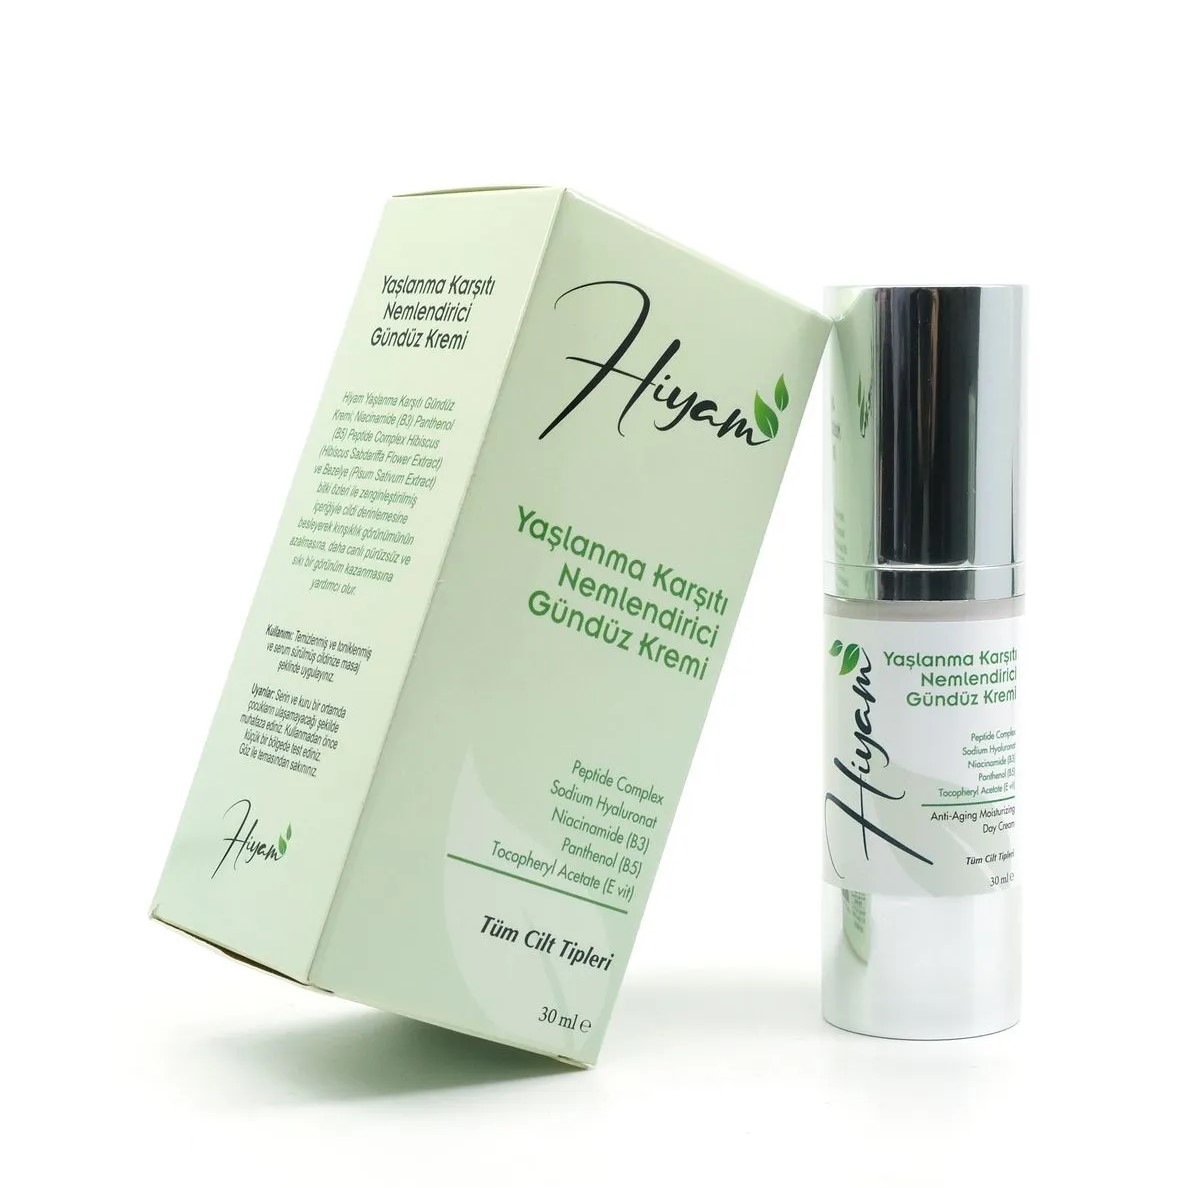 Yaşlanma Karşıtı
Nemlendirici
Gündüz Kremi
Hiyam Yaşlanma Karşıtı Gündüz
Kremi; Niacinamide (B3) Panthenol
(B5) Peptide Complex Hibiscus
(Hibiscus Sabdariffa Flower Extract)
ve Bezelye (Pisum Sativum Extract)
bitki özleri ile zenginleştirilmiş
içeriğiyle cildi derinlemesine
besleyerek kırışıklık görünümünün
azalmasına, daha canlı pürüzsüz ve
sıkı bir görünüm kazanmasına
yardımcı olur.
Kullanımı: Temizlenmiş ve toniklenmiş
ve serum sürülmüş cildinize masaj
şeklinde uygulayınız.
Uyarılar: Serin ve kuru bir ortamda
çocukların ulaşamayacağı şekilde
muhafaza ediniz. Kullanmadan önce
küçük bir bölgede test ediniz.
Göz ile temasından sakınınız.
Hiyam
Hiyam
Yaşlanma Karşıtı
Nemlendirici
Gündüz Kremi
Peptide Complex
Sodium Hyaluronat
Niacinamide (B3)
Panthenol (B5)
Tocopheryl Acetate (E vit)
Tüm Cilt Tipleri
30 ml ℮
Hiyam
Yaşlanma Karşıtı
Nemlendirici
Gündüz Kremi
Peptide Complex
Sodium Hyaluronat
Niacinamide (B3)
Panthenol (B5)
Tocopheryl Acetate (E vit)
Anti-Aging Moisturizing
Day Cream
Tüm Cilt Tipleri
30 ml ℮